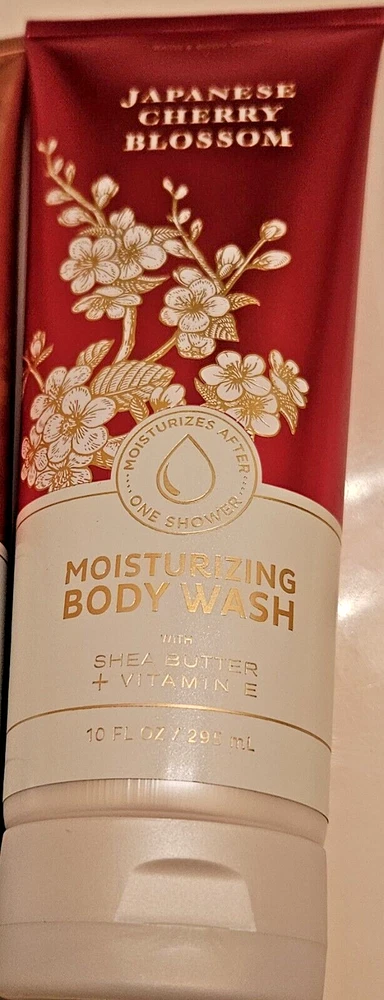 JAPANESE
CHERRY
BLOSSOM
MOISTURIZES AFTER
ONE SHOWER
MOISTURIZING
BODY WASH
WITH
SHEA BUTTER
+ VITAMIN E
10 FL OZ / 295 mL